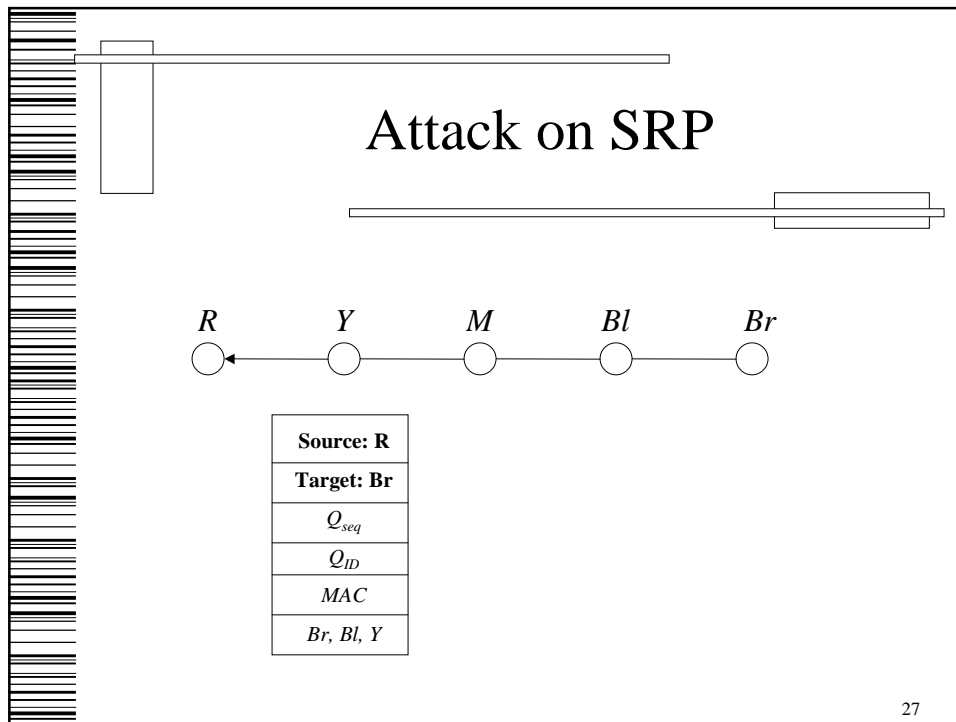 Attack on SRP
R Y M Bl Br
Source: R
Target: Br
Qseq
QID
MAC
Br, Bl, Y
27